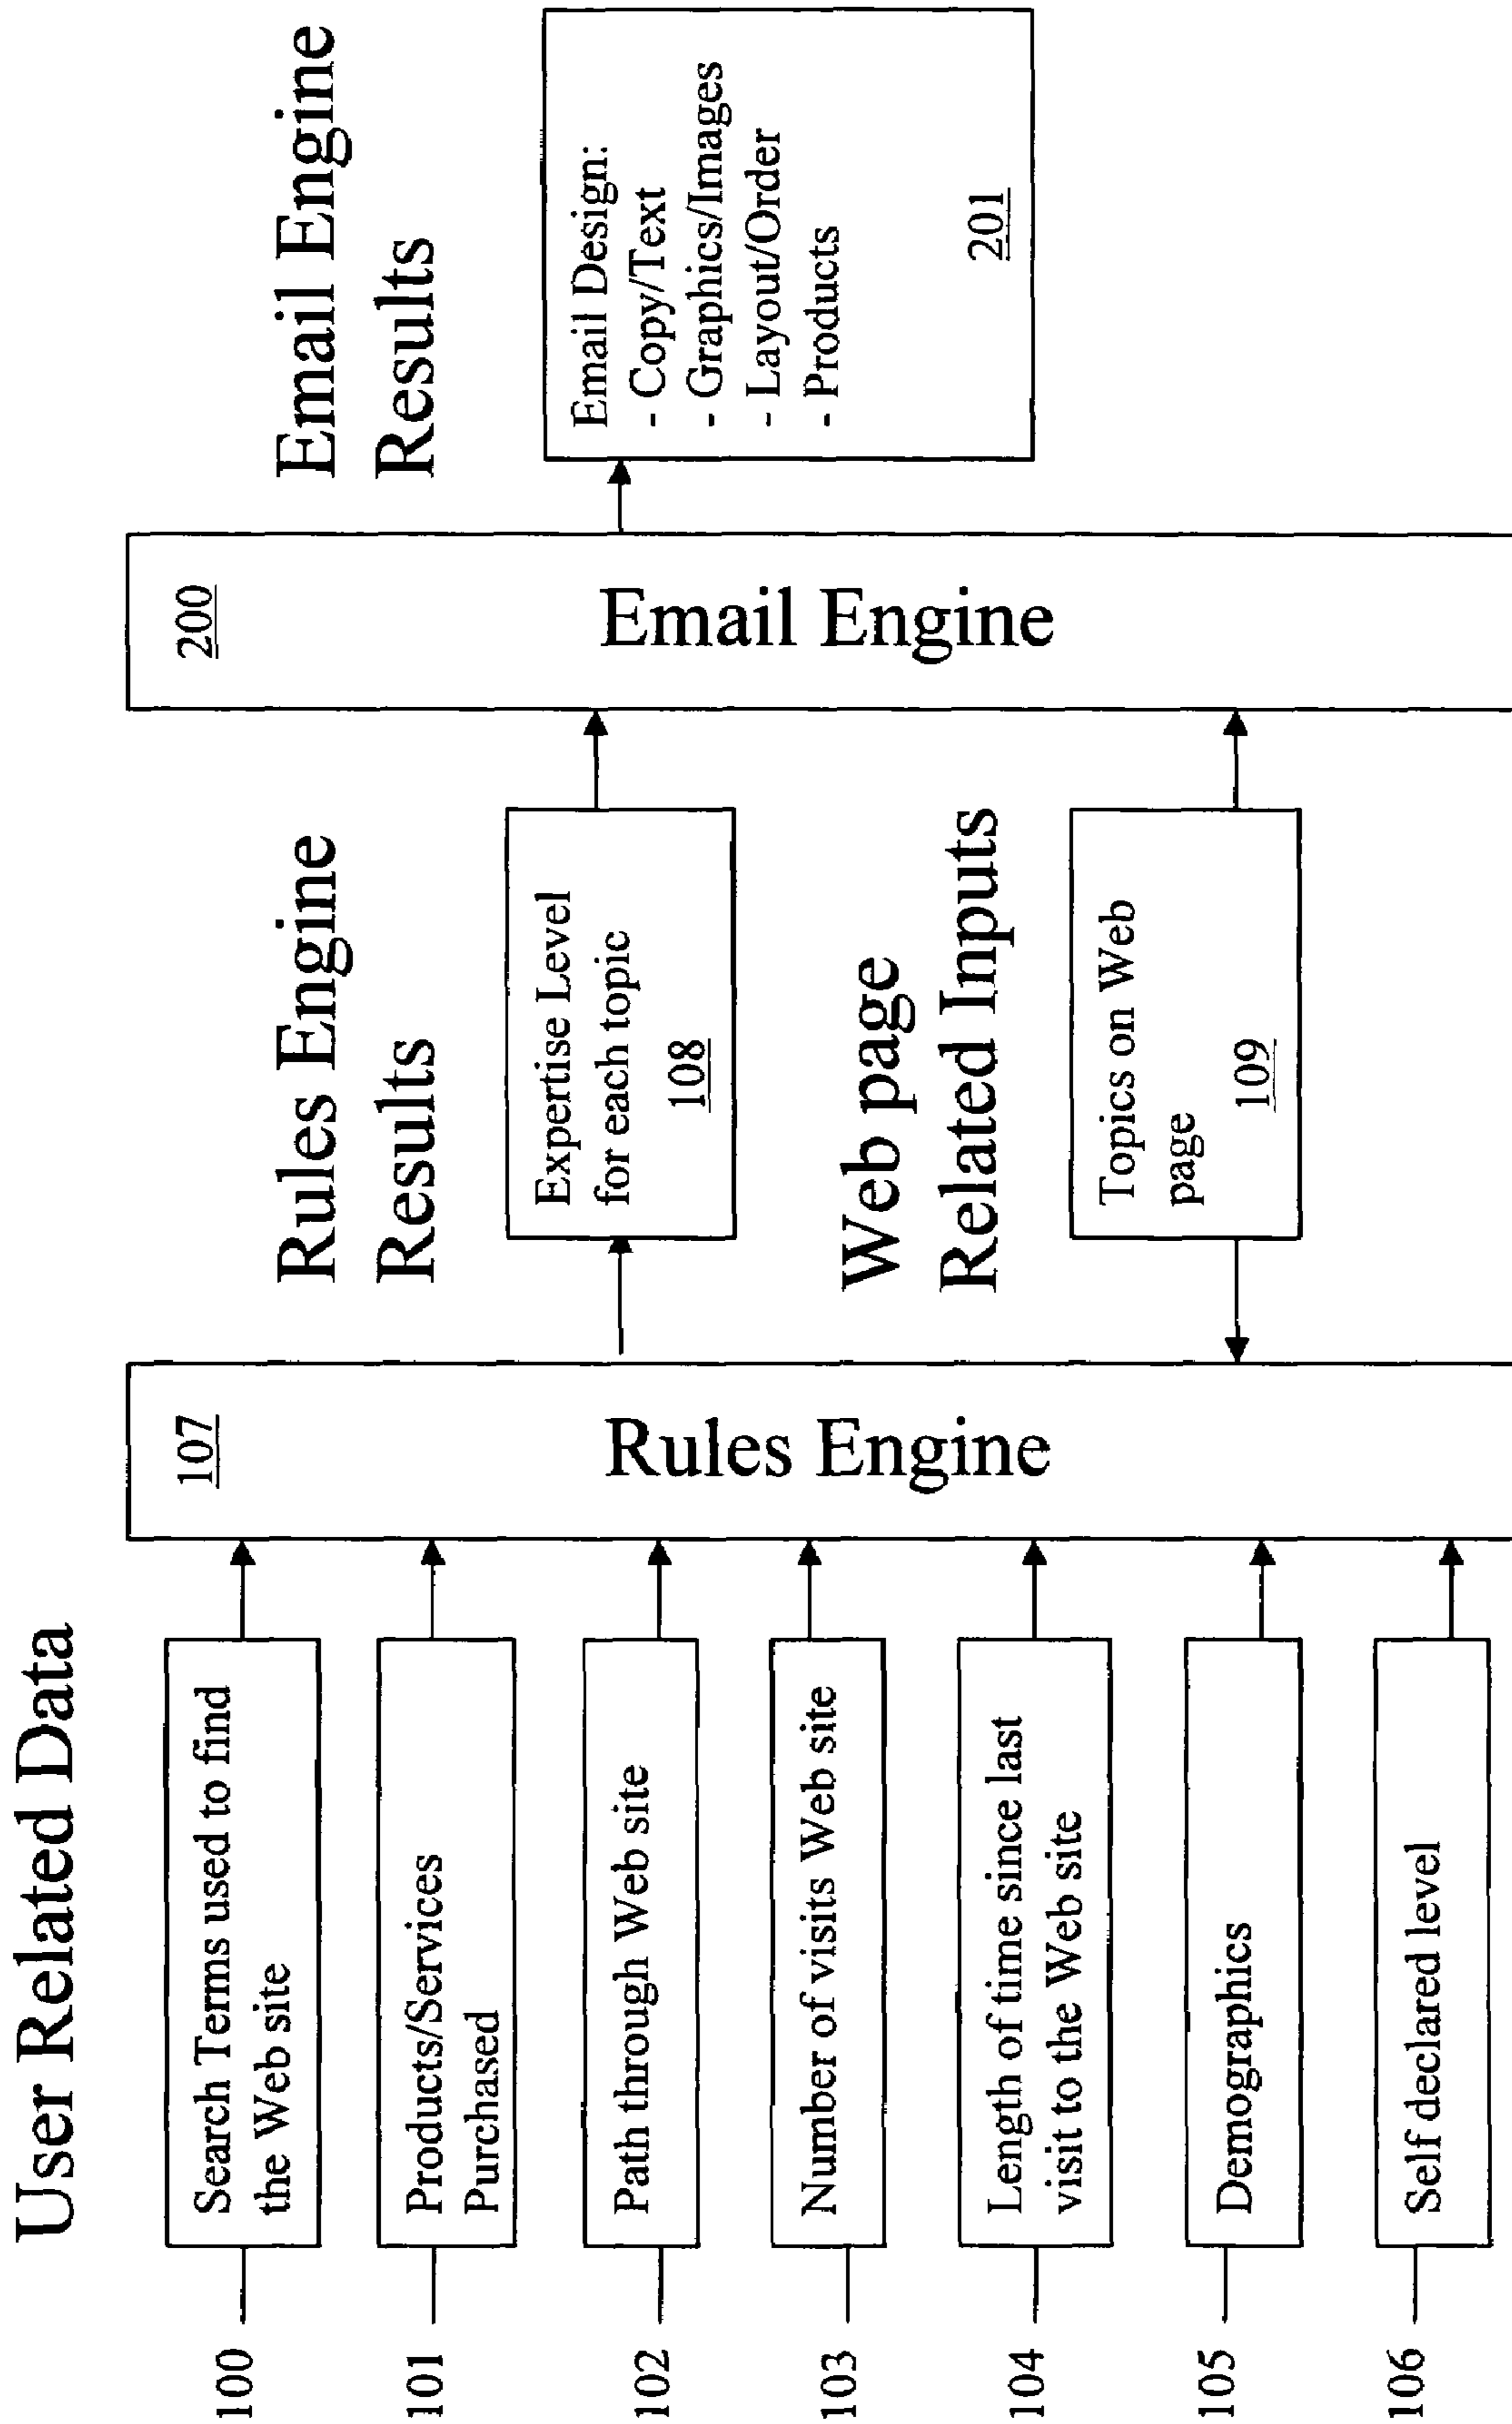 User Related Data
100
Search Terms used to find
the Web site
101
Products/Services
Purchased
102
Path through Web site
103
Number of visits Web site
104
Length of time since last
visit to the Web site
105
Demographics
106
Self declared level
107
Rules Engine
Rules Engine
Results
Expertise Level
for each topic
108
Web page
Related Inputs
Topics on Web
page
109
200
Email Engine
Email Engine
Results
Email Design:
- Copy/Text
- Graphics/Images
- Layout/Order
- Products
201